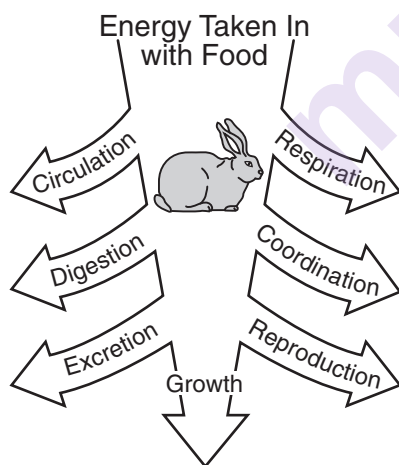 Energy Taken In
with Food
Circulation
Respiration
Digestion
Coordination
Excretion
Reproduction
Growth